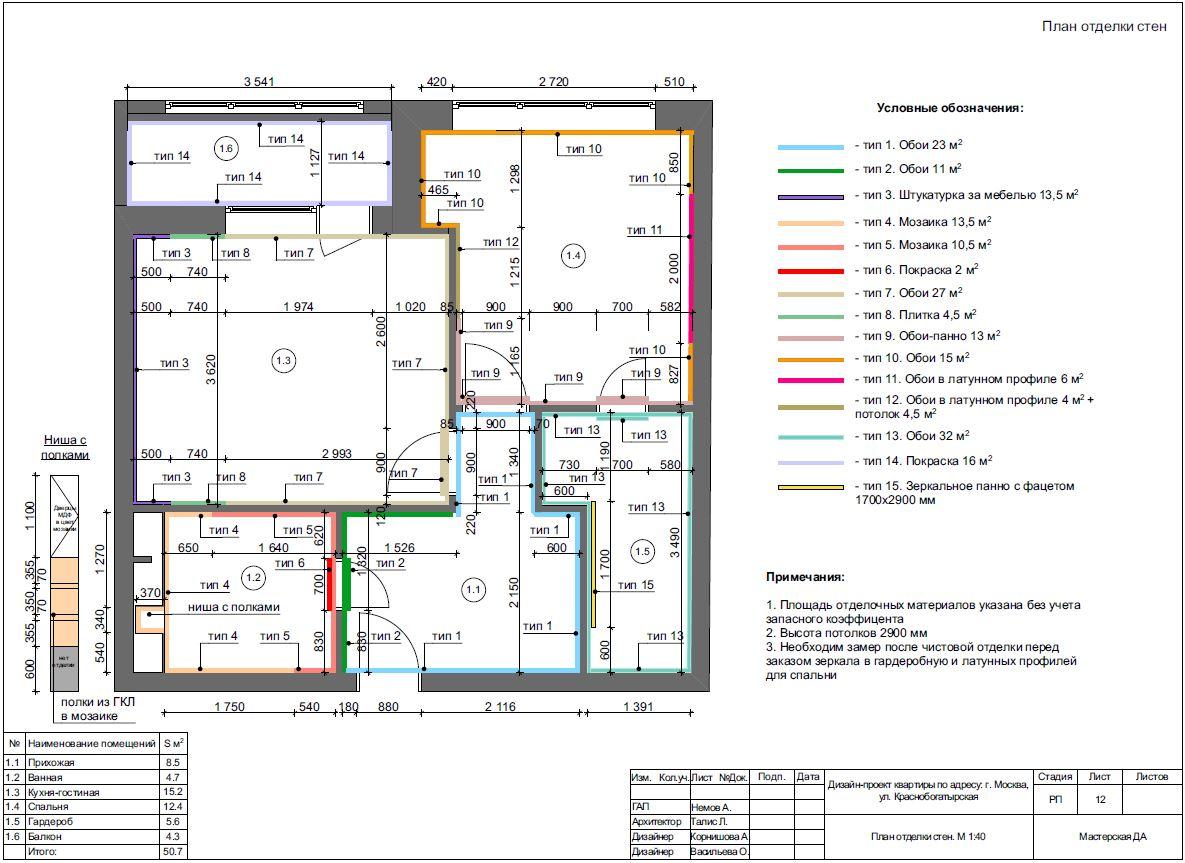 План отделки стен
3 541
420
2 720
510
Условные обозначения:
- тип 1. Обои 23 м²
- тип 2. Обои 11 м²
- тип 3. Штукатурка за мебелью 13,5 м²
- тип 4. Мозаика 13,5 м²
- тип 5. Мозаика 10,5 м²
- тип 6. Покраска 2 м²
- тип 7. Обои 27 м²
- тип 8. Плитка 4,5 м²
- тип 9. Обои-панно 13 м²
- тип 10. Обои 15 м²
- тип 11. Обои в латунном профиле 6 м²
- тип 12. Обои в латунном профиле 4 м² +
потолок 4,5 м²
- тип 13. Обои 32 м²
- тип 14. Покраска 16 м²
- тип 15. Зеркальное панно с фацетом
1700х2900 мм
Примечания:
1. Площадь отделочных материалов указана без учета
запасного коэффицента
2. Высота потолков 2900 мм
3. Необходим замер после чистовой отделки перед
заказом зеркала в гардеробную и латунных профилей
для спальни
тип 14
1.6
тип 14
тип 14
тип 14
1 127
тип 10
тип 10
тип 10
465
тип 10
1 298
850
тип 11
тип 12
1.4
1 215
2 000
тип 3
тип 8
тип 7
500
740
500
740
1 974
1 020
85
900
900
700
582
2 600
3 620
тип 3
1.3
тип 7
тип 9
тип 10
1 165
827
тип 9
тип 9
тип 9
220
85
900
70
тип 13
тип 13
1 190
500
740
2 993
900
900
1 340
730
700
580
тип 3
тип 8
тип 7
тип 7
тип 1
тип 1
тип 13
600
тип 13
120
220
Ниша с
полками
Дверцы
МДФ
в цвет
мозаики
1 100
355
70
350
70
355
600
нет
отделки
полки из ГКЛ
в мозаике
1 270
340
540
370
тип 4
тип 5
620
650
1 640
тип 6
1.2
тип 4
700
ниша с полками
тип 4
тип 5
830
1 526
тип 1
600
1 320
тип 2
1.1
2 150
тип 2
тип 1
тип 1
830
1.5
3 490
1 700
тип 15
тип 13
600
1 750
540
180
880
2 116
1 391
№ Наименование помещений S м²
1.1 Прихожая 8.5
1.2 Ванная 4.7
1.3 Кухня-гостиная 15.2
1.4 Спальня 12.4
1.5 Гардероб 5.6
1.6 Балкон 4.3
Итого: 50.7
Изм. Кол.уч. Лист №Док. Подп. Дата
ГАП Немов А.
Архитектор Талис Л.
Дизайнер Корнишова А.
Дизайнер Васильева О.
Дизайн-проект квартиры по адресу: г. Москва,
ул. Краснобогатырская
Стадия Лист Листов
РП 12
План отделки стен. М 1:40
Мастерская ДА